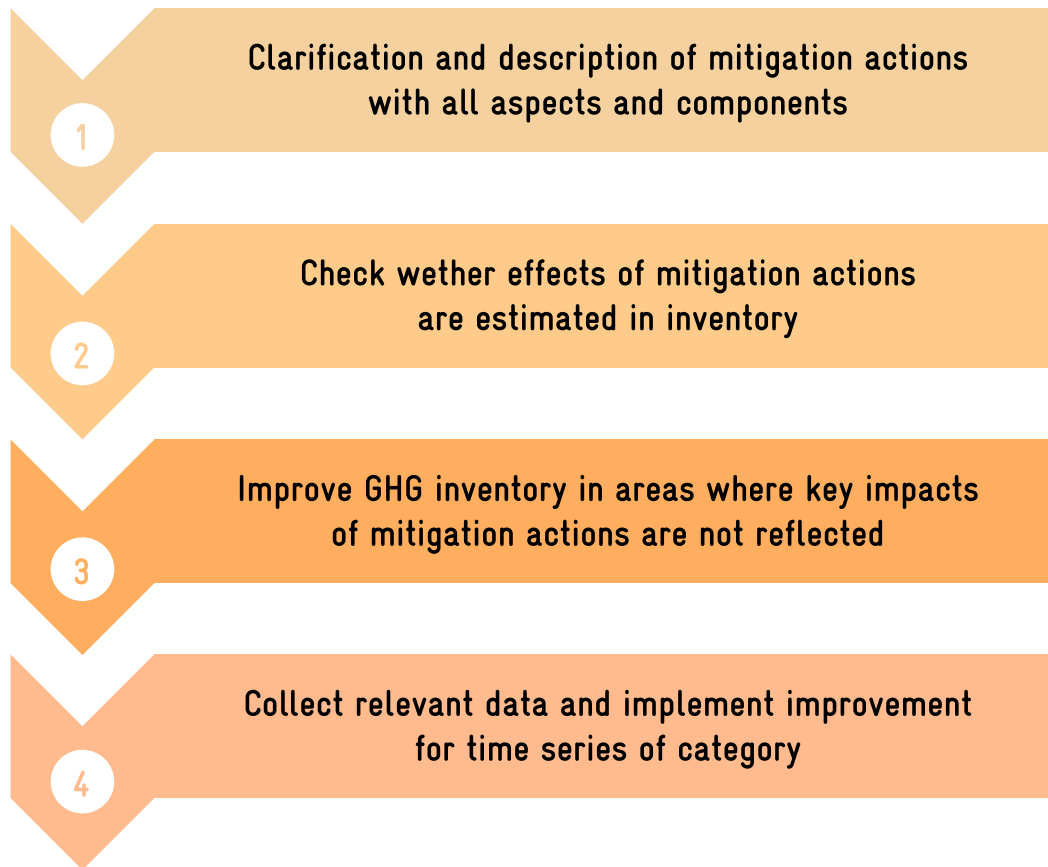 Clarification and description of mitigation actions
with all aspects and components
1
Check wether effects of mitigation actions
are estimated in inventory
2
Improve GHG inventory in areas where key impacts
of mitigation actions are not reflected
3
Collect relevant data and implement improvement
for time series of category
4